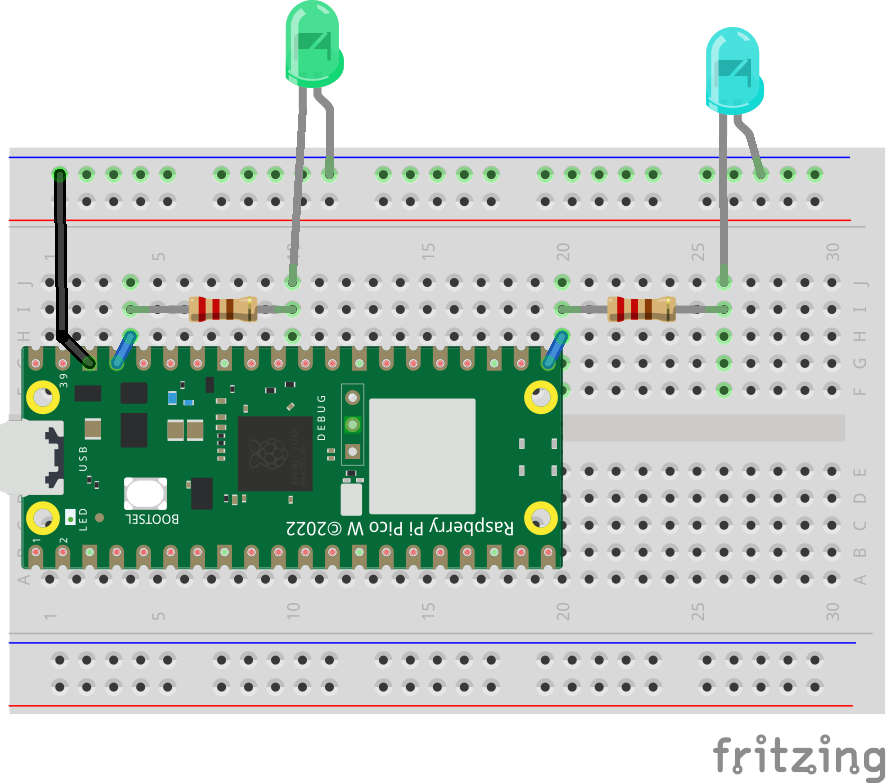 1 5 10 15 20 25 30
J J
I I
H H
G G
F F
39
DEBUG
USB
E
D
C
B
A A
LED
BOOTSEL
Raspberry Pi Pico W ©2022
1 2
1 5 10 15 20 25 30
fritzing